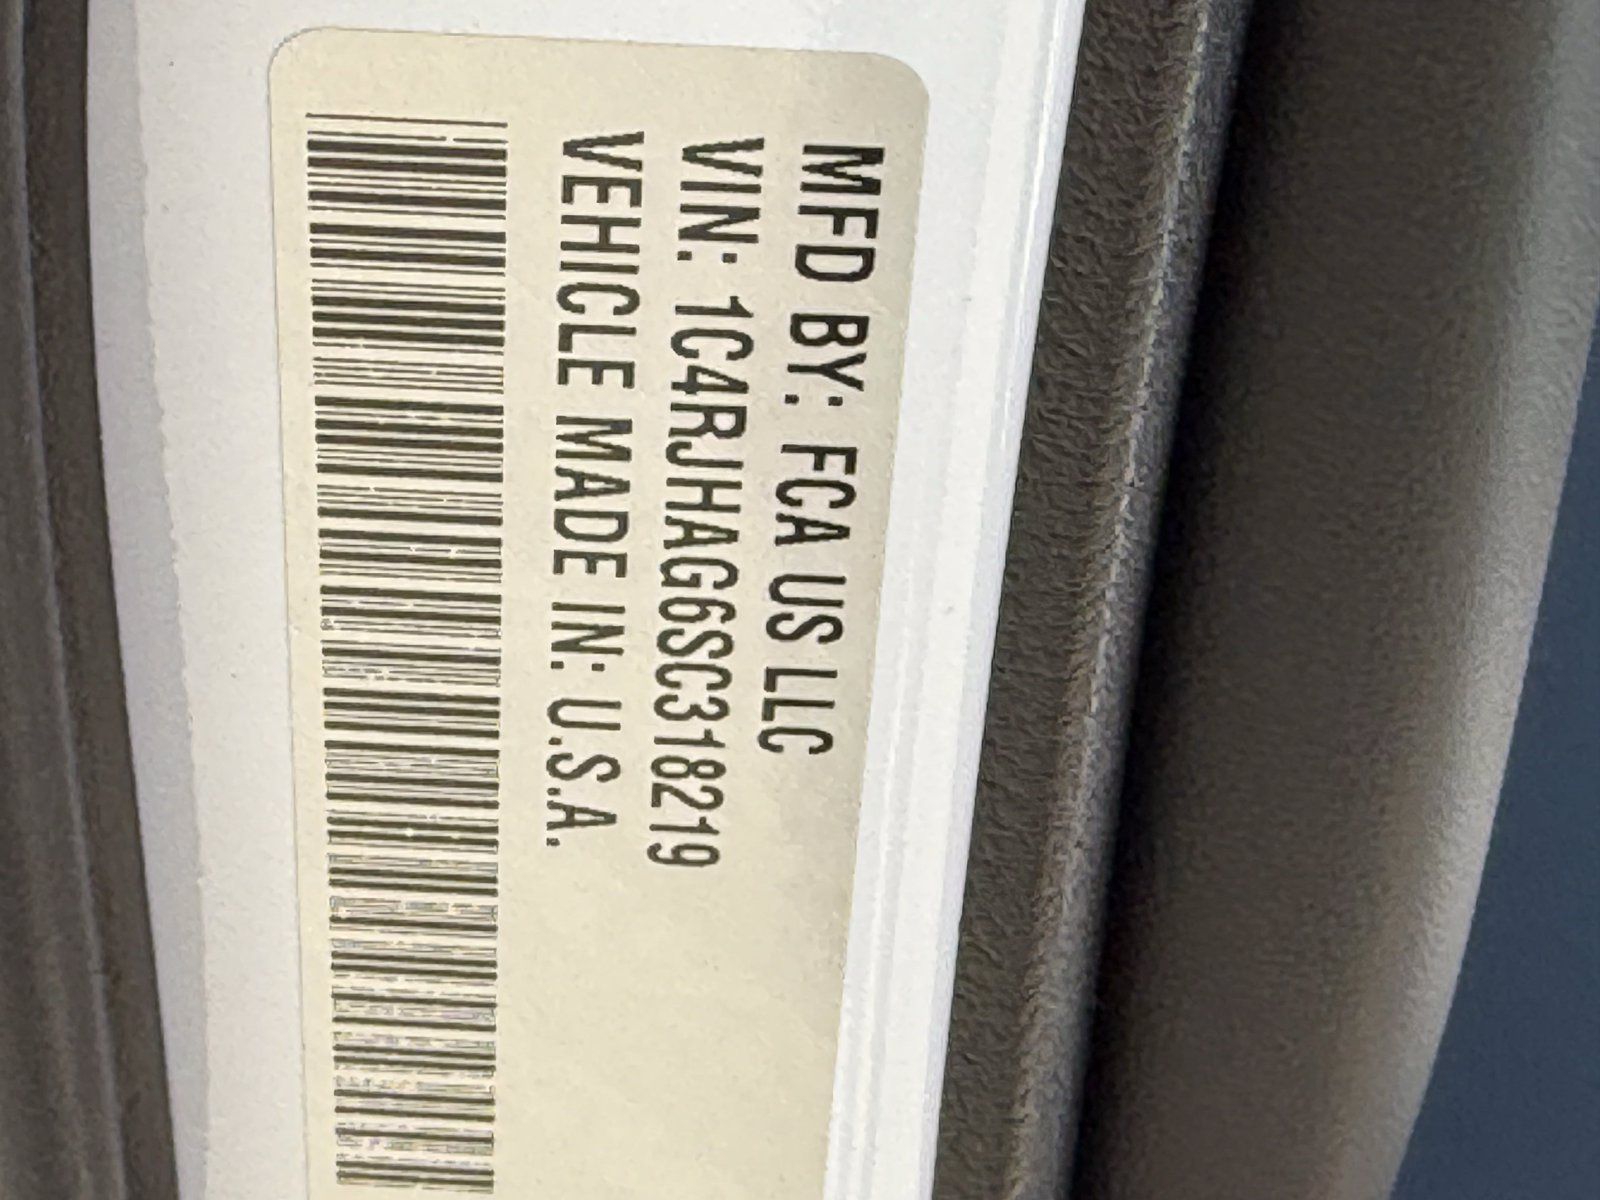 MFD BY: FCA US LLC
VIN: 1C4RJHAG6SC318219
VEHICLE MADE IN: U.S.A.